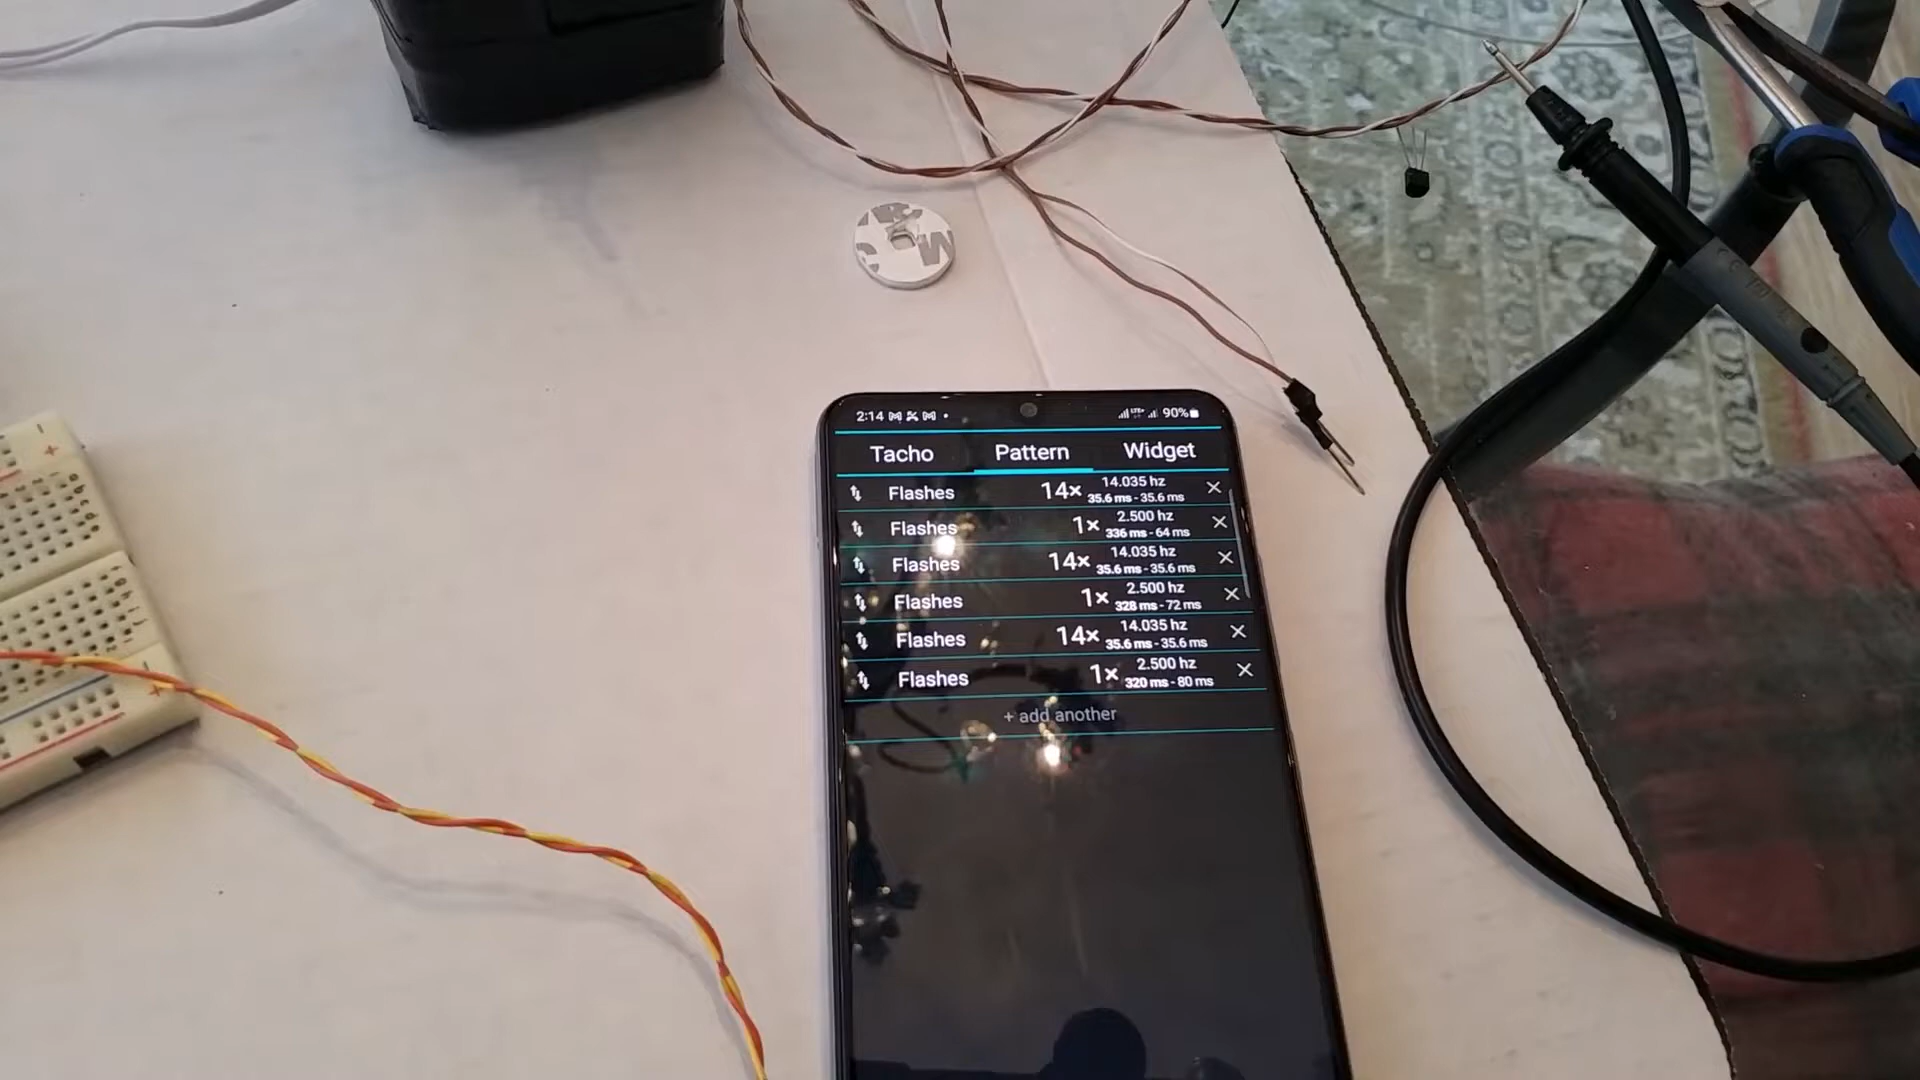 2:14 90%
Tacho Pattern Widget
Flashes 14× 14.035 hz
35.6 ms - 35.6 ms
Flashes 1× 2.500 hz
336 ms - 64 ms
Flashes 14× 14.035 hz
35.6 ms - 35.6 ms
Flashes 1× 2.500 hz
328 ms - 72 ms
Flashes 14× 14.035 hz
35.6 ms - 35.6 ms
Flashes 1× 2.500 hz
320 ms - 80 ms
+ add another